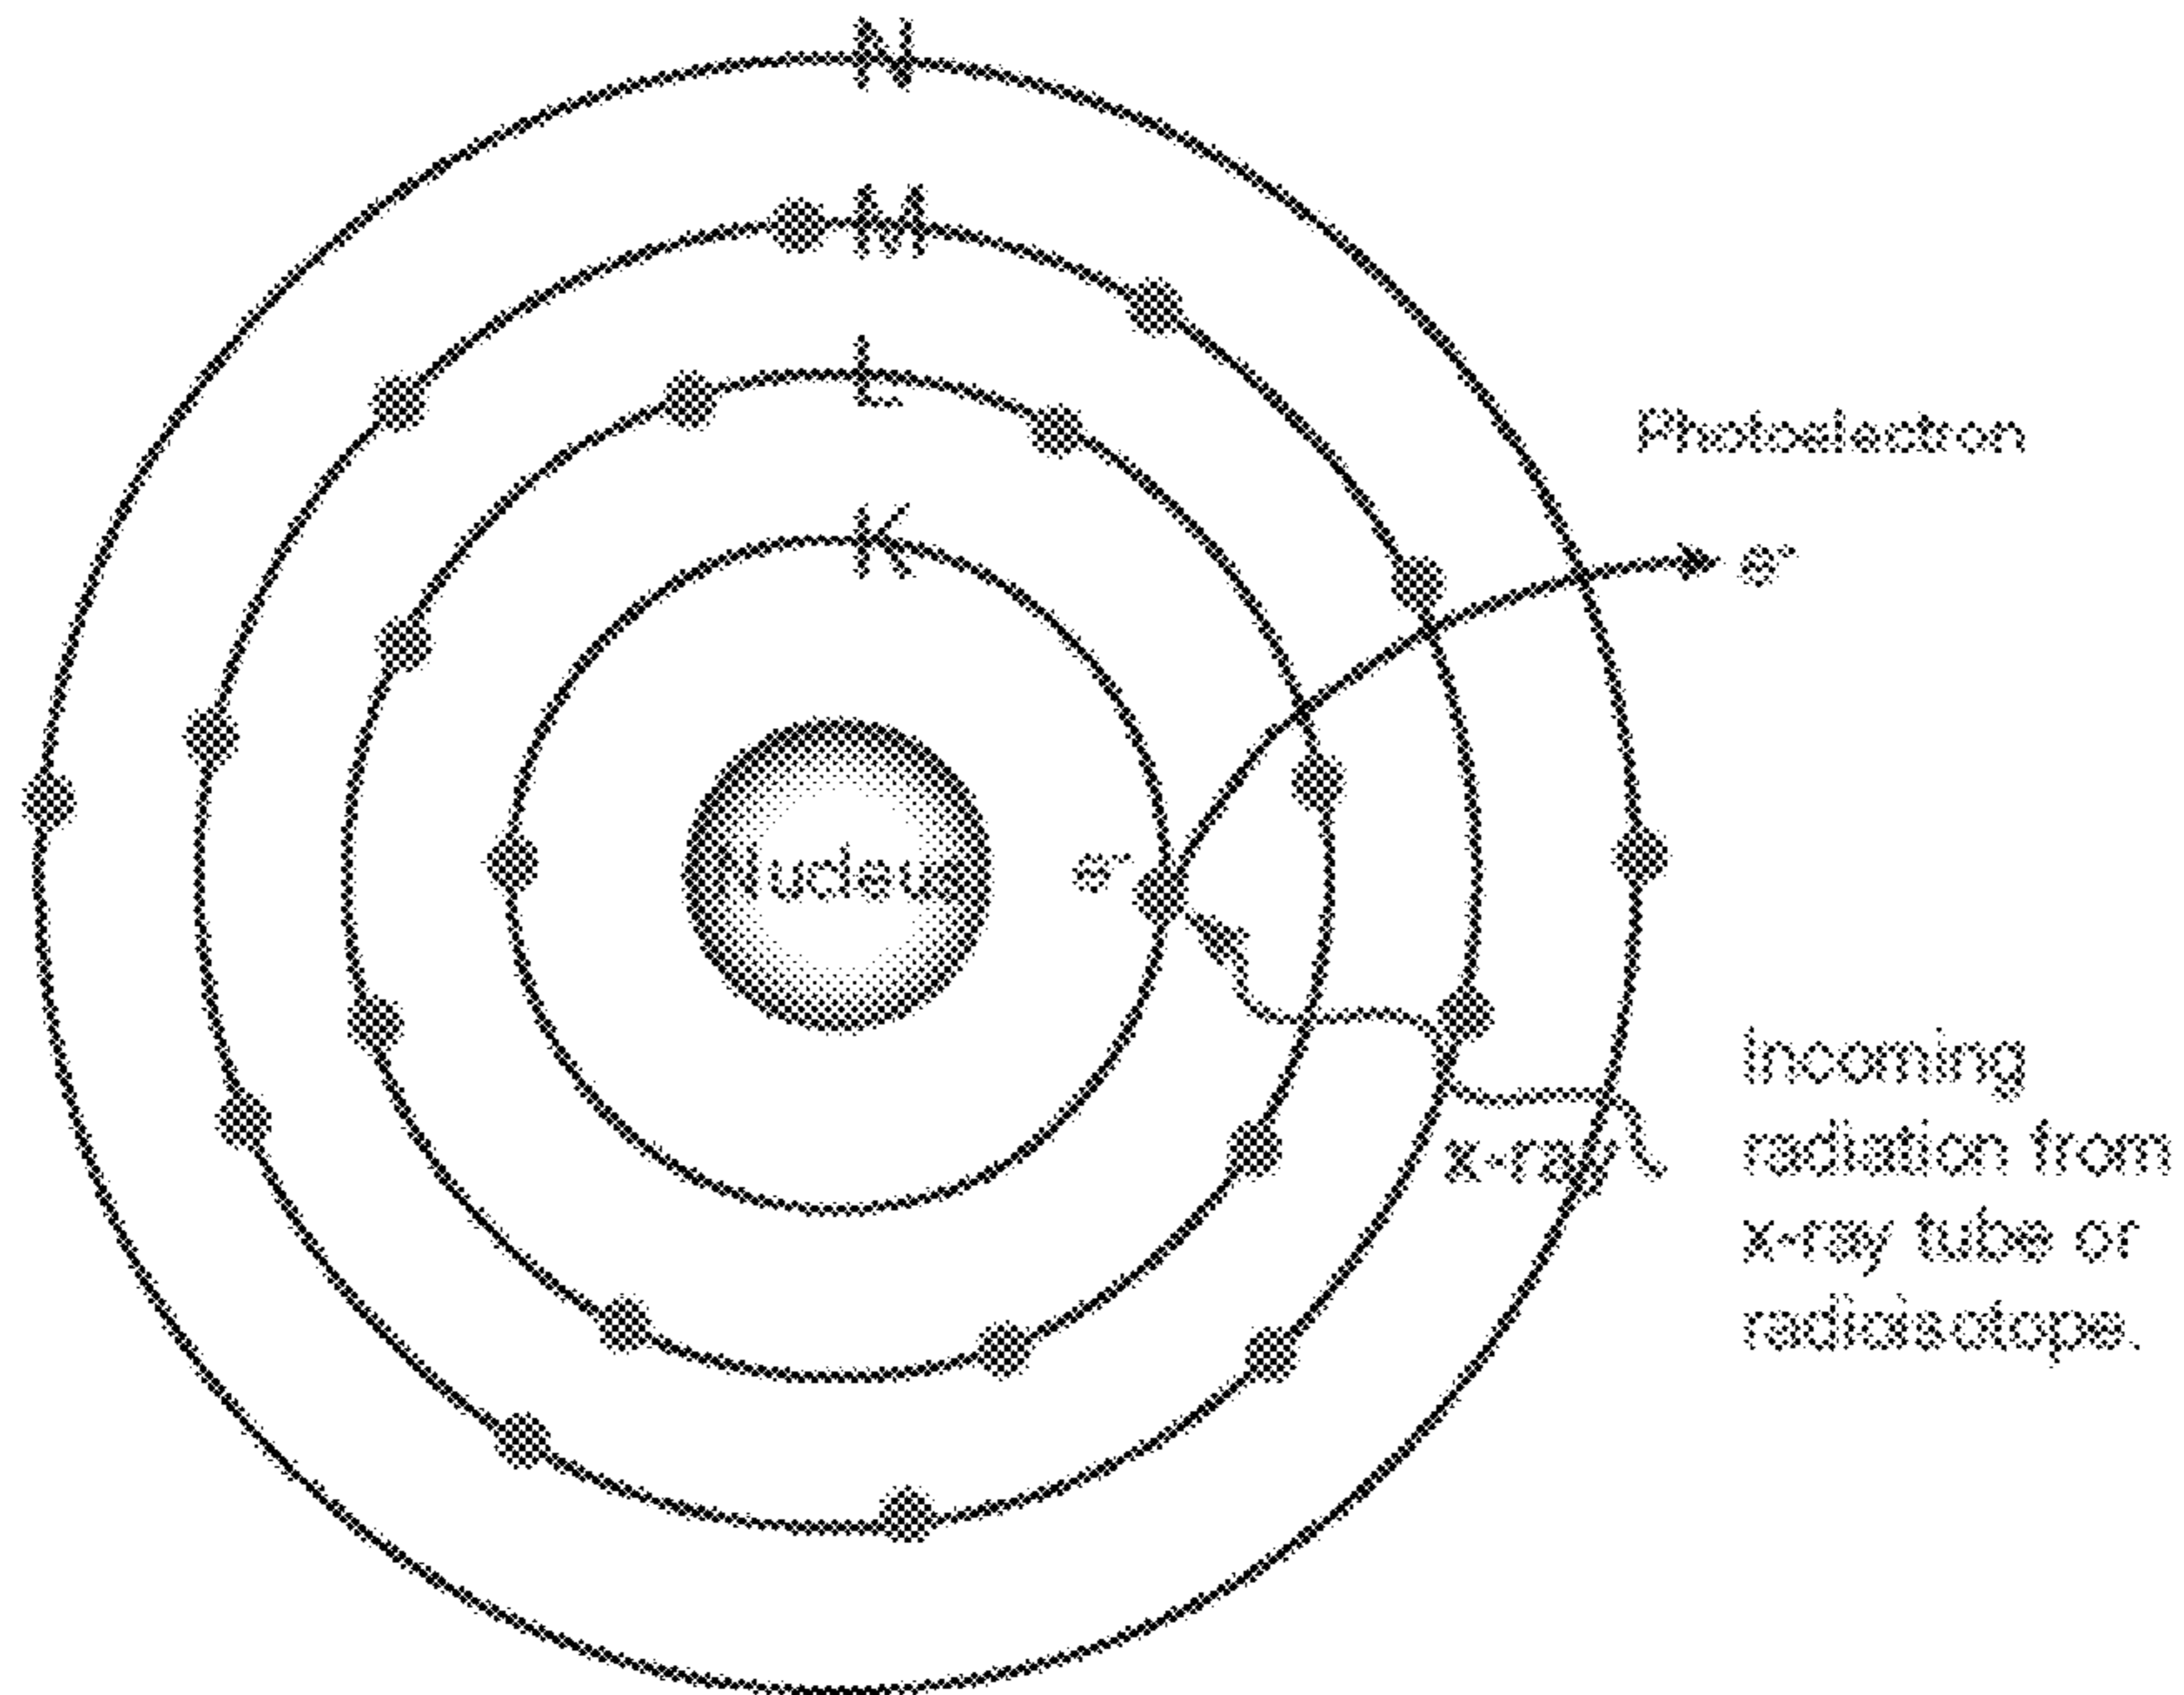 N
M
L
K
Photoelectron
e-
Nucleus
e-
x-ray
Incoming
radiation from
x-ray tube or
radioisotope.